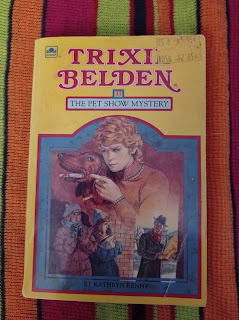 TRIXIE
BELDEN
THE PET SHOW MYSTERY
BY KATHRYN KENNY